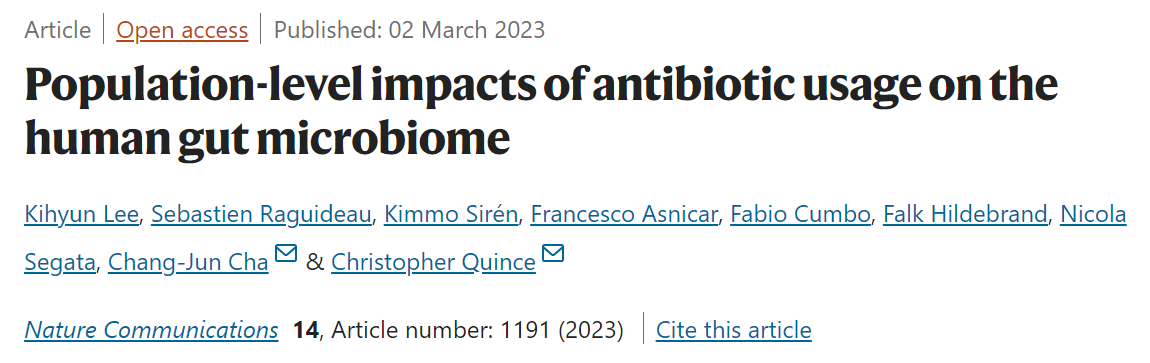 Article | Open access | Published: 02 March 2023
Population-level impacts of antibiotic usage on the
human gut microbiome
Kihyun Lee, Sebastien Raguideau, Kimmo Sirén, Francesco Asnicar, Fabio Cumbo, Falk Hildebrand, Nicola
Segata, Chang-Jun Cha & Christopher Quince
Nature Communications 14, Article number: 1191 (2023) | Cite this article